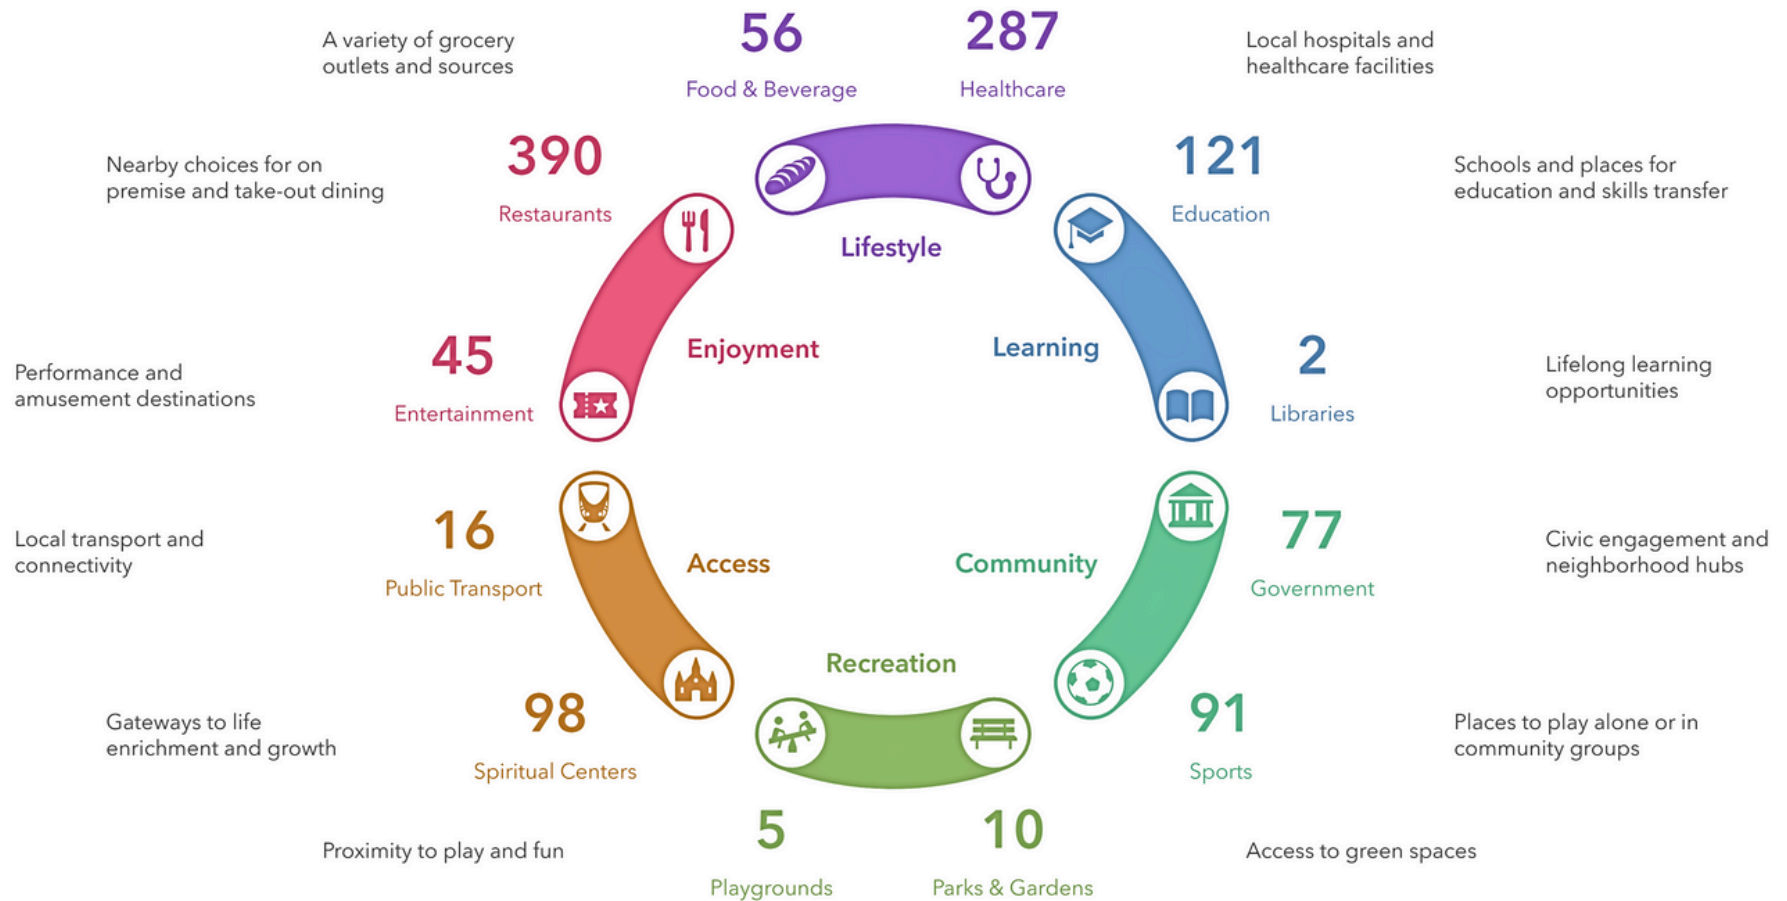 A variety of grocery
outlets and sources
56
Food & Beverage
287
Healthcare
Local hospitals and
healthcare facilities
Nearby choices for on
premise and take-out dining
390
Restaurants
121
Education
Schools and places for
education and skills transfer
Lifestyle
Performance and
amusement destinations
45
Entertainment
Enjoyment
Learning
2
Libraries
Lifelong learning
opportunities
Local transport and
connectivity
16
Public Transport
Access
Community
77
Government
Civic engagement and
neighborhood hubs
Recreation
Gateways to life
enrichment and growth
98
Spiritual Centers
91
Sports
Places to play alone or in
community groups
Proximity to play and fun
5
Playgrounds
10
Parks & Gardens
Access to green spaces